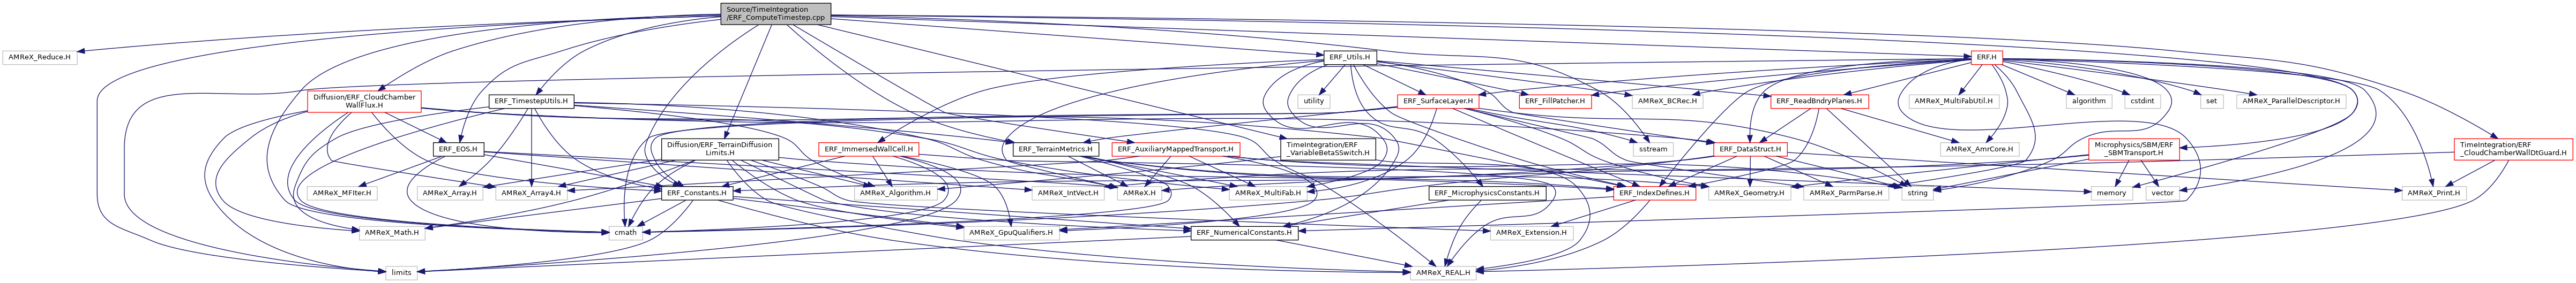 Source/TimeIntegration
/ERF_ComputeTimestep.cpp
AMReX_Reduce.H
ERF_Utils.H
ERF.H
Diffusion/ERF_CloudChamber
WallFlux.H
ERF_TimestepUtils.H
utility
ERF_SurfaceLayer.H
ERF_FillPatcher.H
AMReX_BCRec.H
ERF_ReadBndryPlanes.H
AMReX_MultiFabUtil.H
algorithm
cstdint
set
AMReX_ParallelDescriptor.H
ERF_EOS.H
Diffusion/ERF_TerrainDiffusion
Limits.H
ERF_ImmersedWallCell.H
ERF_TerrainMetrics.H
ERF_AuxiliaryMappedTransport.H
TimeIntegration/ERF
_VariableBetaSSwitch.H
sstream
ERF_DataStruct.H
AMReX_AmrCore.H
Microphysics/SBM/ERF
_SBMTransport.H
TimeIntegration/ERF
_CloudChamberWallDtGuard.H
AMReX_MFIter.H
AMReX_Array.H
AMReX_Array4.H
ERF_Constants.H
AMReX_Algorithm.H
AMReX_IntVect.H
AMReX.H
AMReX_MultiFab.H
ERF_MicrophysicsConstants.H
ERF_IndexDefines.H
AMReX_Geometry.H
AMReX_ParmParse.H
string
memory
vector
AMReX_Print.H
AMReX_Math.H
cmath
AMReX_GpuQualifiers.H
ERF_NumericalConstants.H
AMReX_Extension.H
limits
AMReX_REAL.H